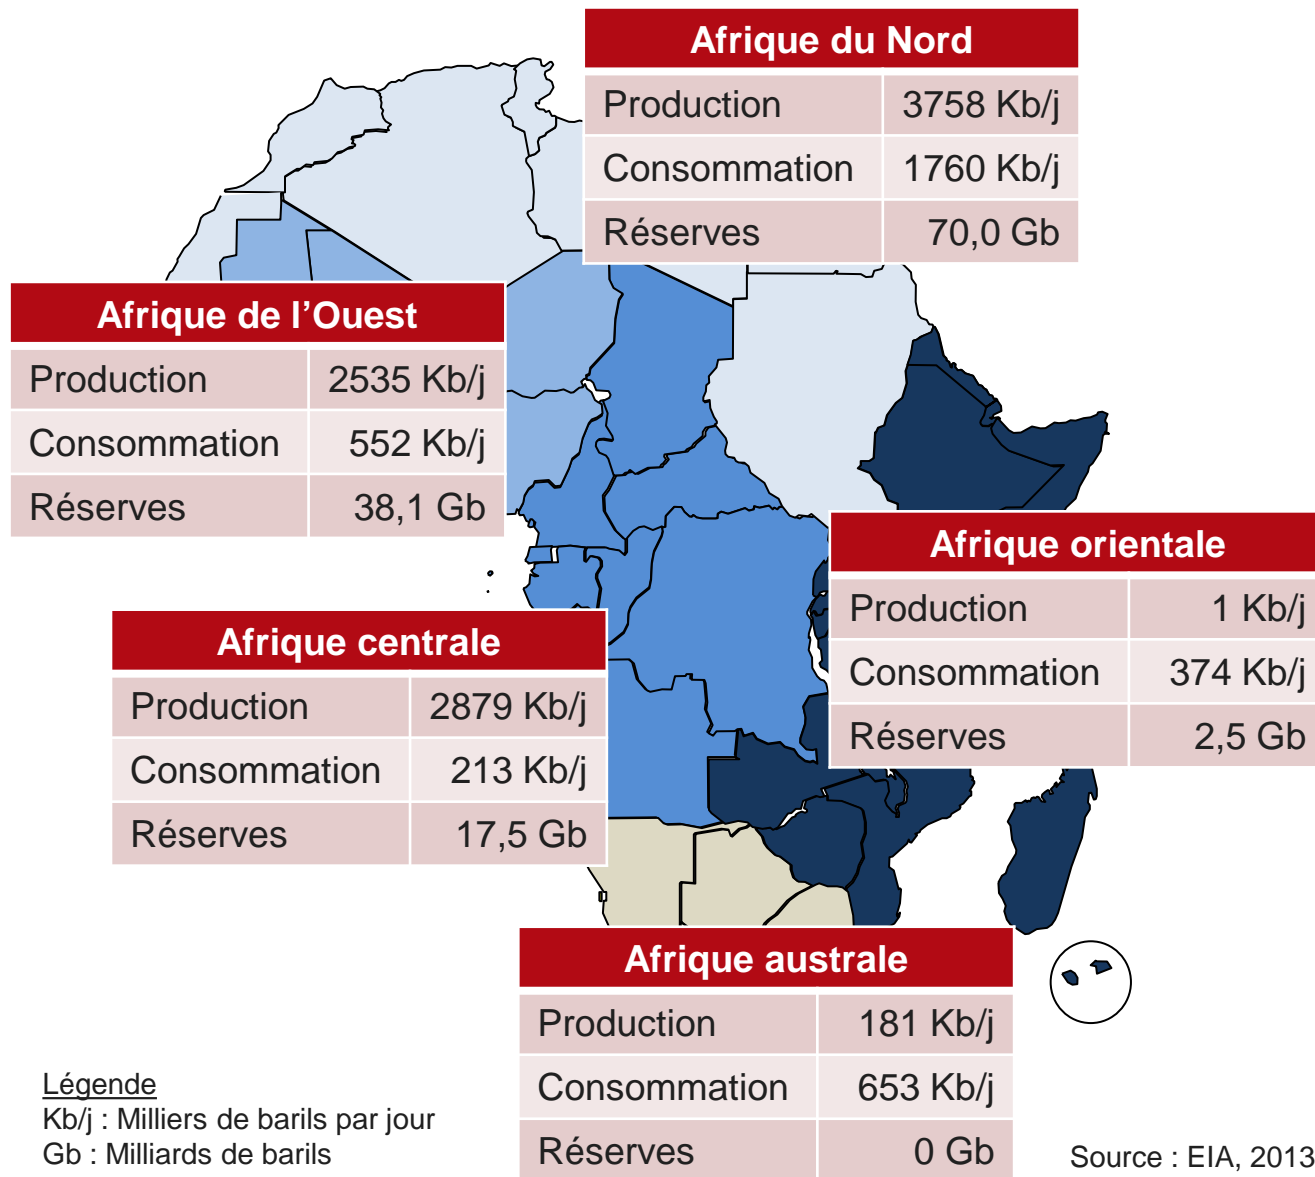 Afrique du Nord
Production 3758 Kb/j
Consommation 1760 Kb/j
Réserves 70,0 Gb
Afrique de l’Ouest
Production 2535 Kb/j
Consommation 552 Kb/j
Réserves 38,1 Gb
Afrique orientale
Production 1 Kb/j
Consommation 374 Kb/j
Réserves 2,5 Gb
Afrique centrale
Production 2879 Kb/j
Consommation 213 Kb/j
Réserves 17,5 Gb
Afrique australe
Production 181 Kb/j
Consommation 653 Kb/j
Réserves 0 Gb
Légende
Kb/j : Milliers de barils par jour
Gb : Milliards de barils
Source : EIA, 2013